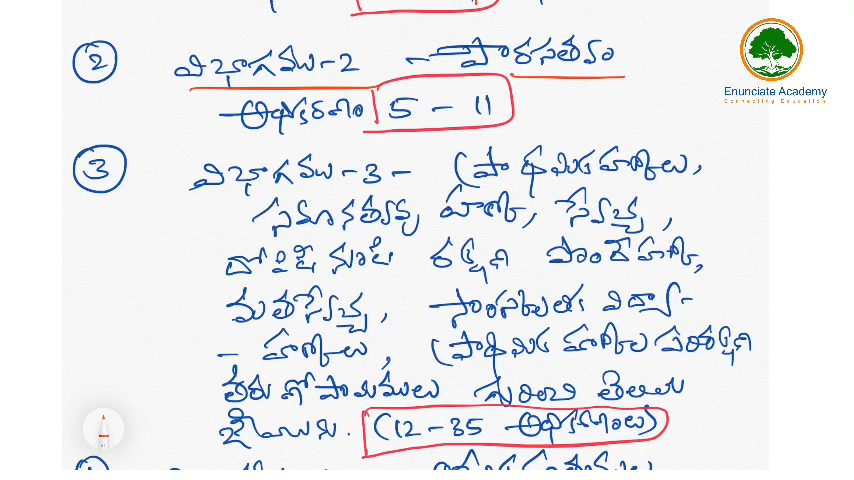 ② విభాగము - 2 - పౌరసత్వం
అధికరణం 5 - 11
③ విభాగము - 3 - (ప్రాథమిక హక్కులు,
సమానత్వపు హక్కు, స్వేచ్ఛ,
దోపిడి నుండి రక్షణ పొందే హక్కు,
మతస్వేచ్ఛ, సాంస్కృతిక విద్యా-
- హక్కులు, (ప్రాథమిక హక్కుల పరిరక్షణ
గురించి తెలియ
జేయును. (12 - 35 అధికరణాలు)
Enunciate Academy
Connecting Education